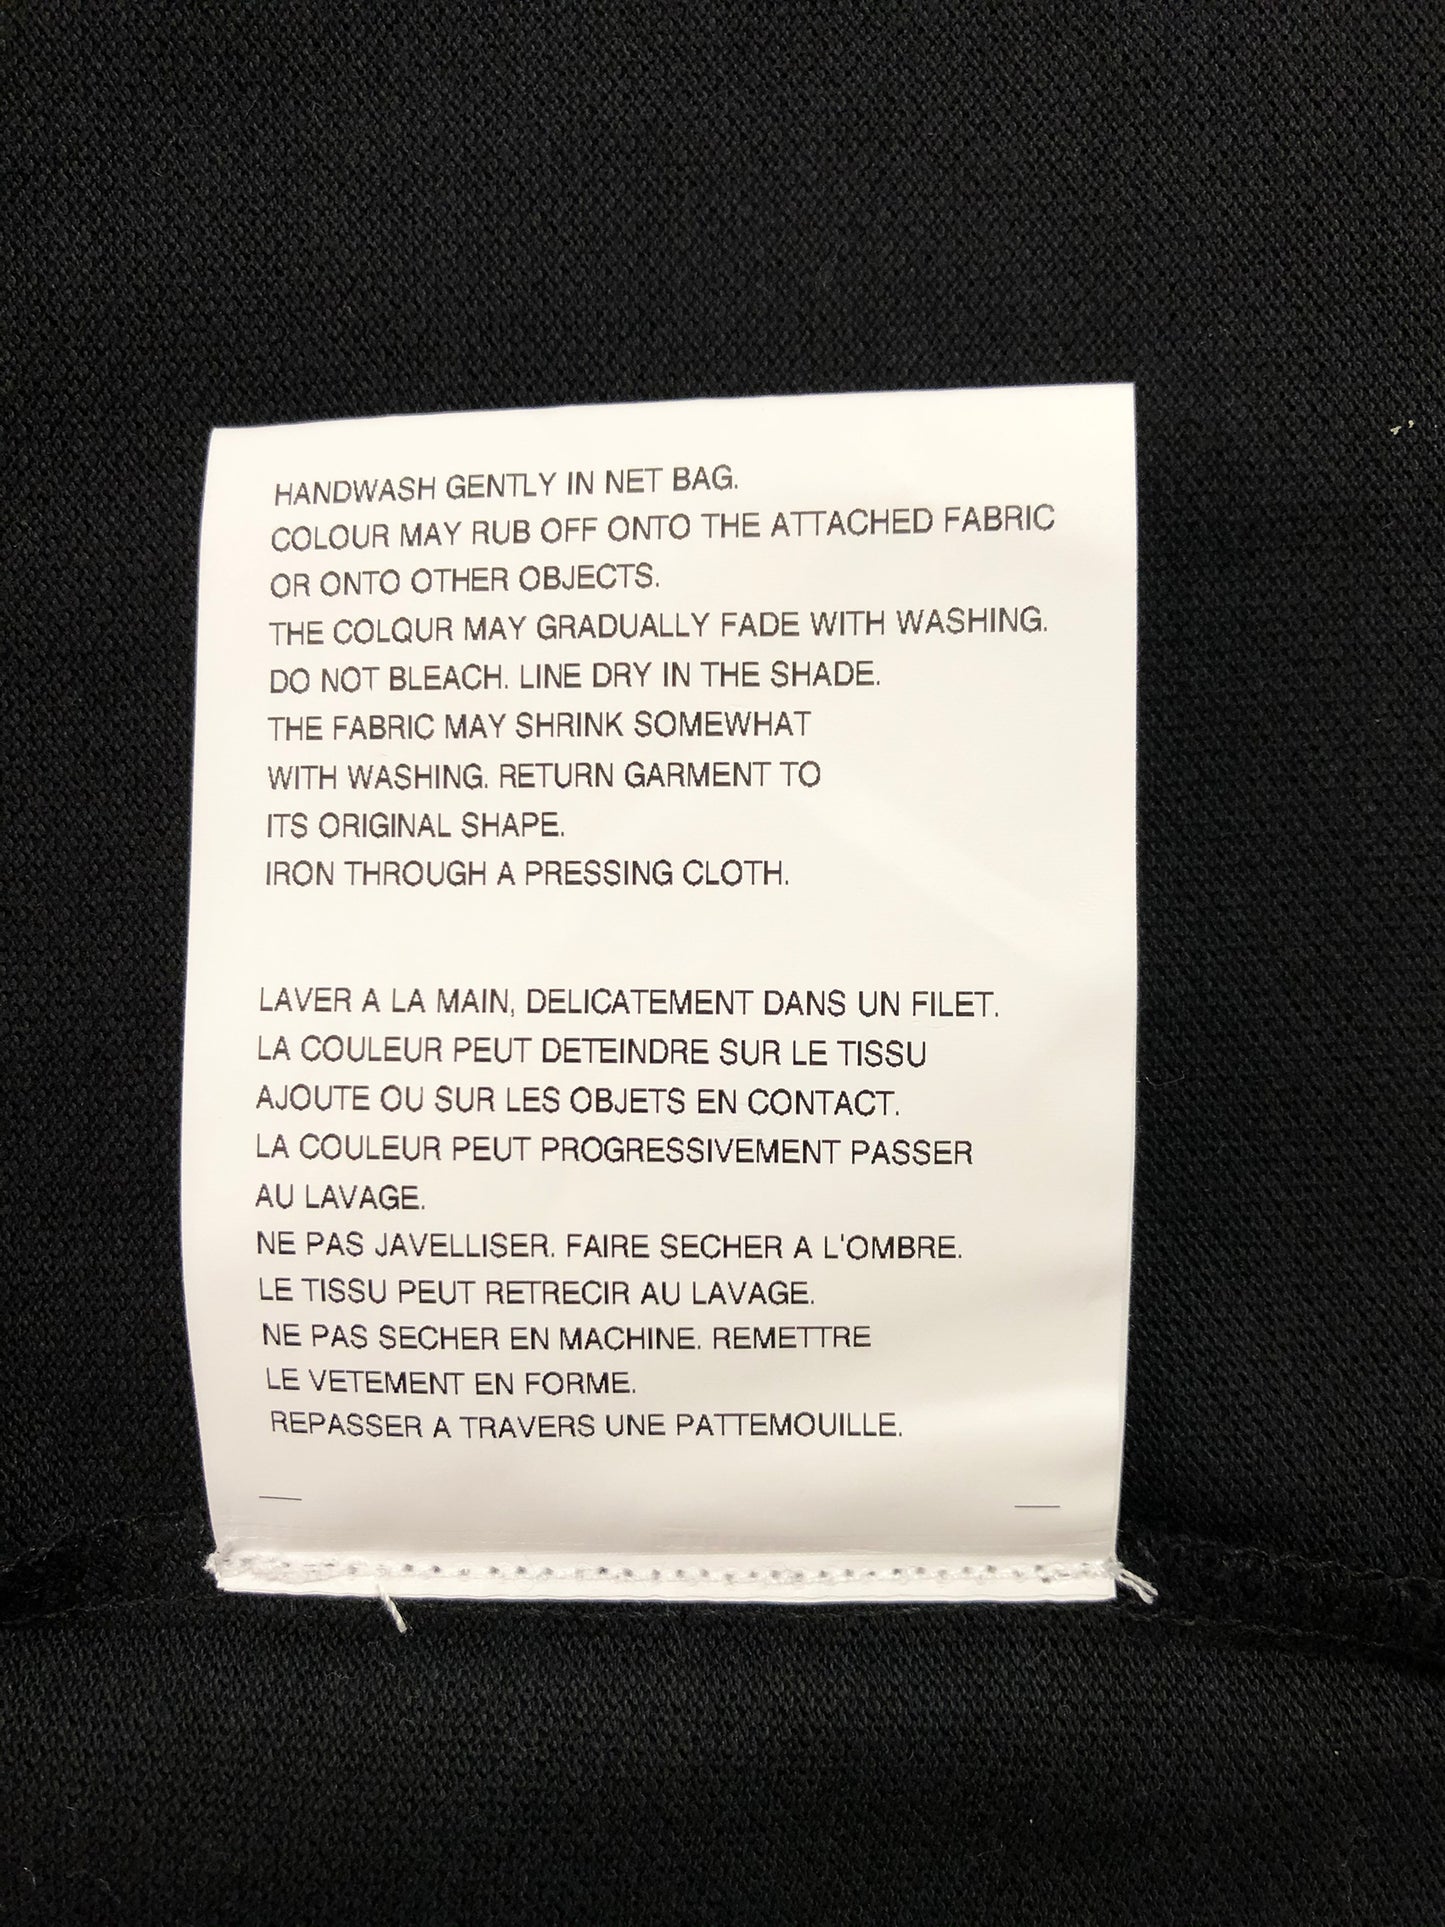 HANDWASH GENTLY IN NET BAG.
COLOUR MAY RUB OFF ONTO THE ATTACHED FABRIC
OR ONTO OTHER OBJECTS.
THE COLQUR MAY GRADUALLY FADE WITH WASHING.
DO NOT BLEACH. LINE DRY IN THE SHADE.
THE FABRIC MAY SHRINK SOMEWHAT
WITH WASHING. RETURN GARMENT TO
ITS ORIGINAL SHAPE.
IRON THROUGH A PRESSING CLOTH.
LAVER A LA MAIN, DELICATEMENT DANS UN FILET.
LA COULEUR PEUT DETEINDRE SUR LE TISSU
AJOUTE OU SUR LES OBJETS EN CONTACT.
LA COULEUR PEUT PROGRESSIVEMENT PASSER
AU LAVAGE.
NE PAS JAVELLISER. FAIRE SECHER A L'OMBRE.
LE TISSU PEUT RETRECIR AU LAVAGE.
NE PAS SECHER EN MACHINE. REMETTRE
LE VETEMENT EN FORME.
REPASSER A TRAVERS UNE PATTEMOUILLE.